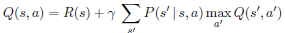 Q(s, a) = R(s) + γ ∑_{s′} P(s′ | s, a) max_{a′} Q(s′, a′)